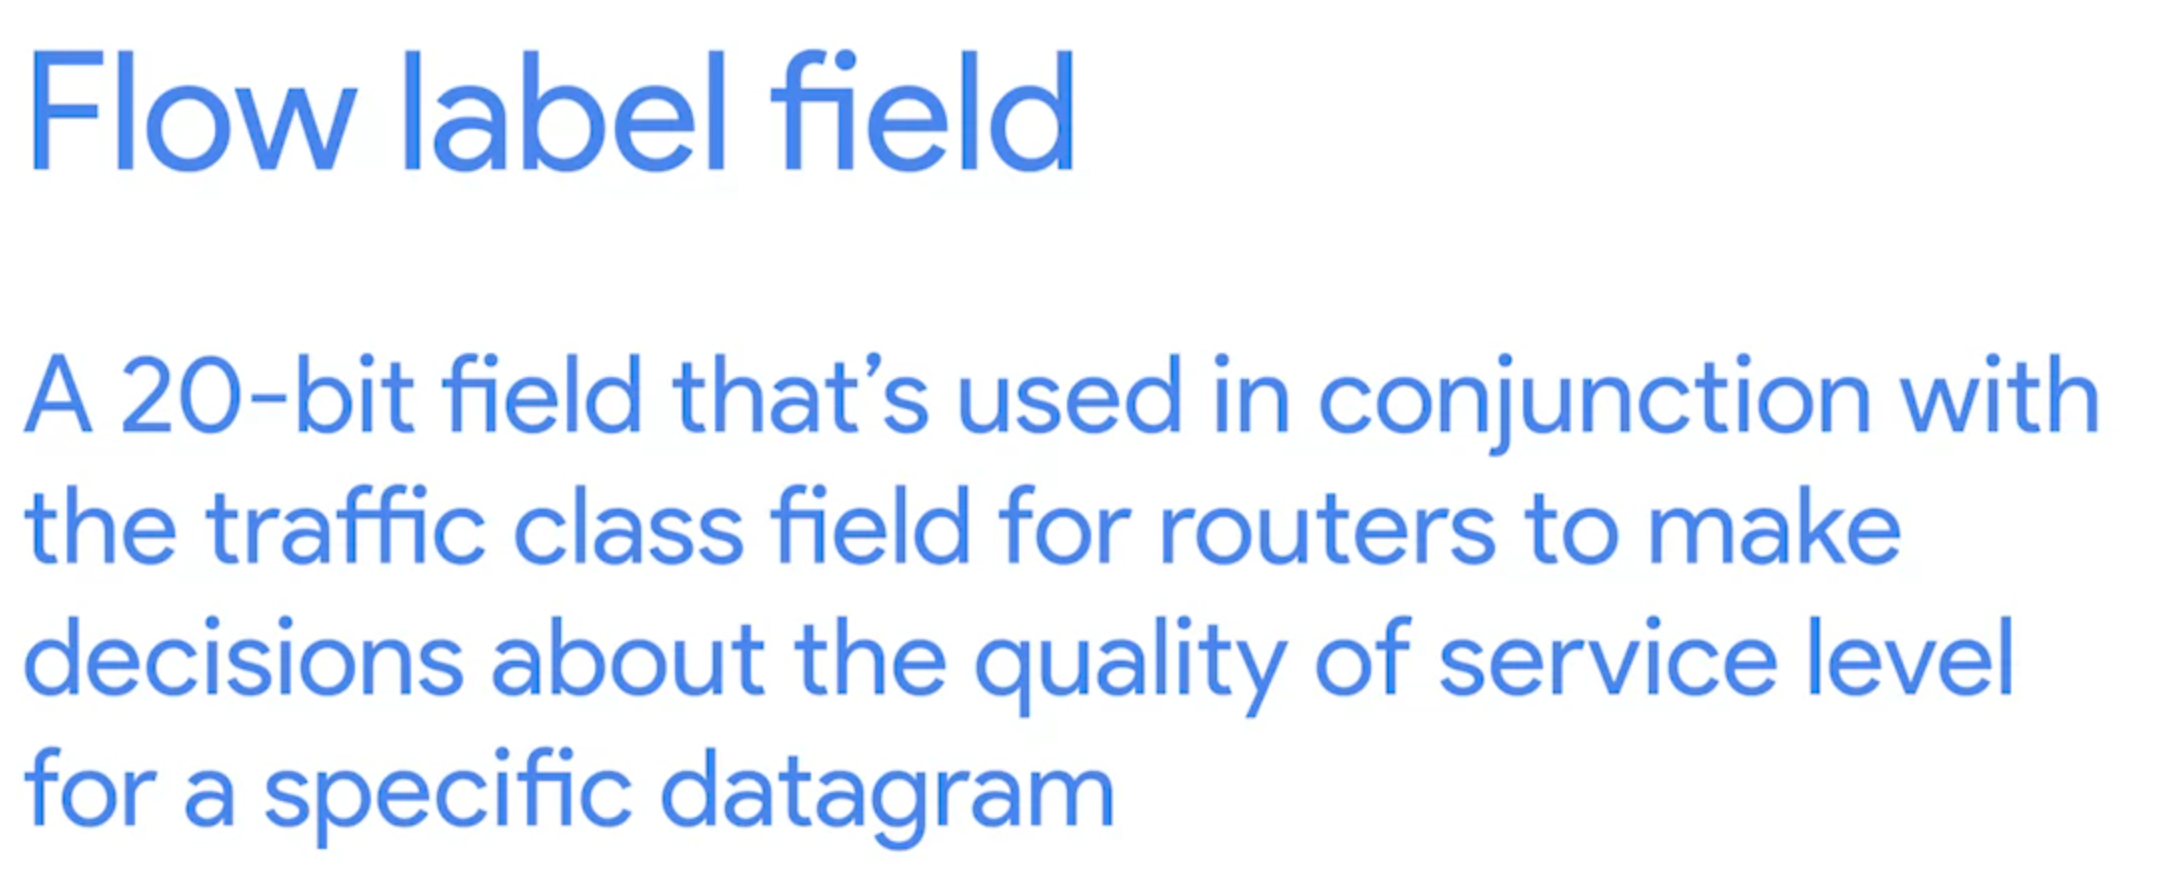 Flow label field
A 20-bit field that’s used in conjunction with
the traffic class field for routers to make
decisions about the quality of service level
for a specific datagram